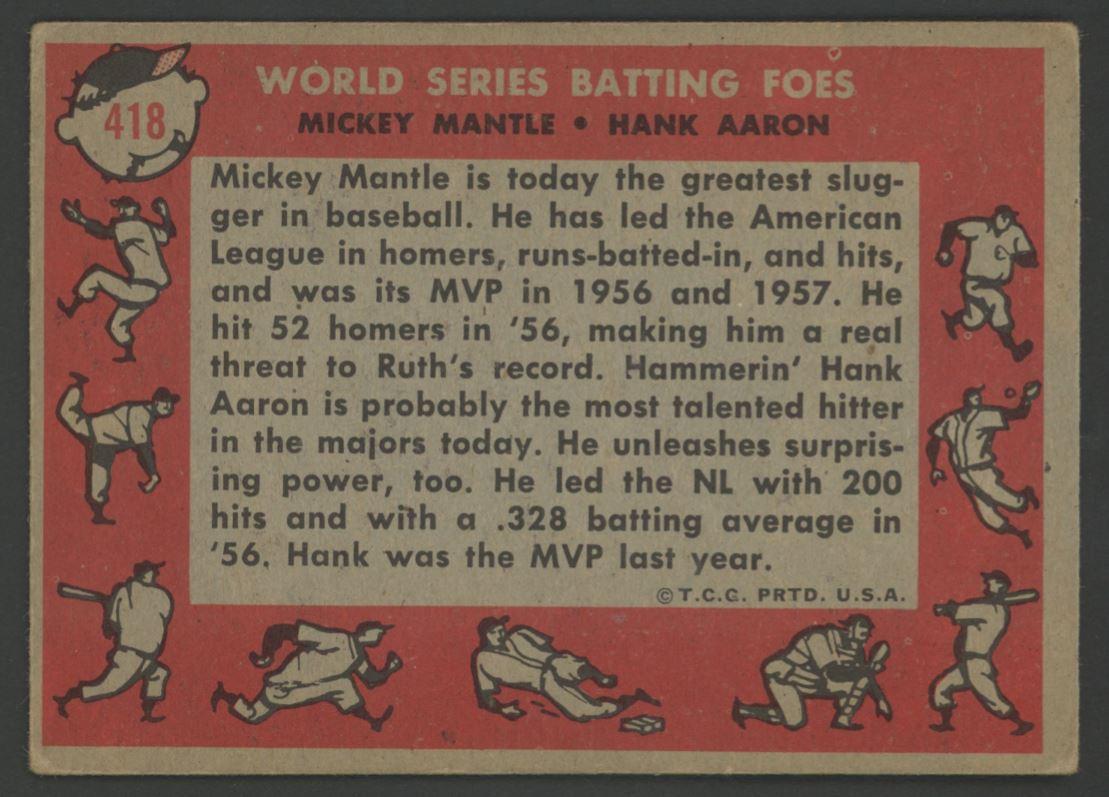 418
WORLD SERIES BATTING FOES
MICKEY MANTLE • HANK AARON
Mickey Mantle is today the greatest slug-
ger in baseball. He has led the American
League in homers, runs-batted-in, and hits,
and was its MVP in 1956 and 1957. He
hit 52 homers in '56, making him a real
threat to Ruth's record. Hammerin' Hank
Aaron is probably the most talented hitter
in the majors today. He unleashes surpris-
ing power, too. He led the NL with 200
hits and with a .328 batting average in
'56. Hank was the MVP last year.
© T.C.G. PRTD. U.S.A.